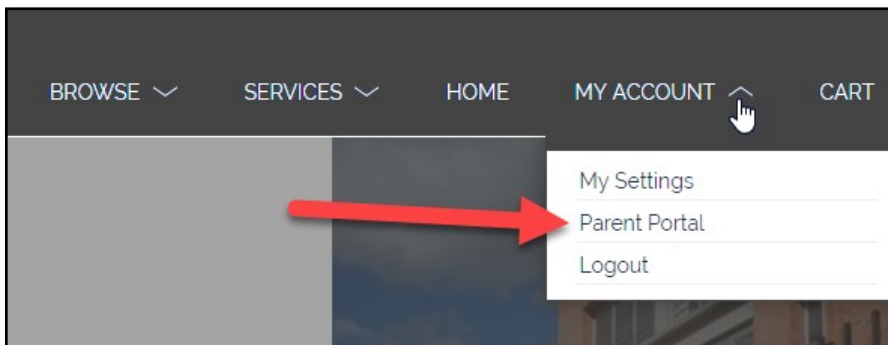 BROWSE SERVICES HOME MY ACCOUNT CART
My Settings
Parent Portal
Logout